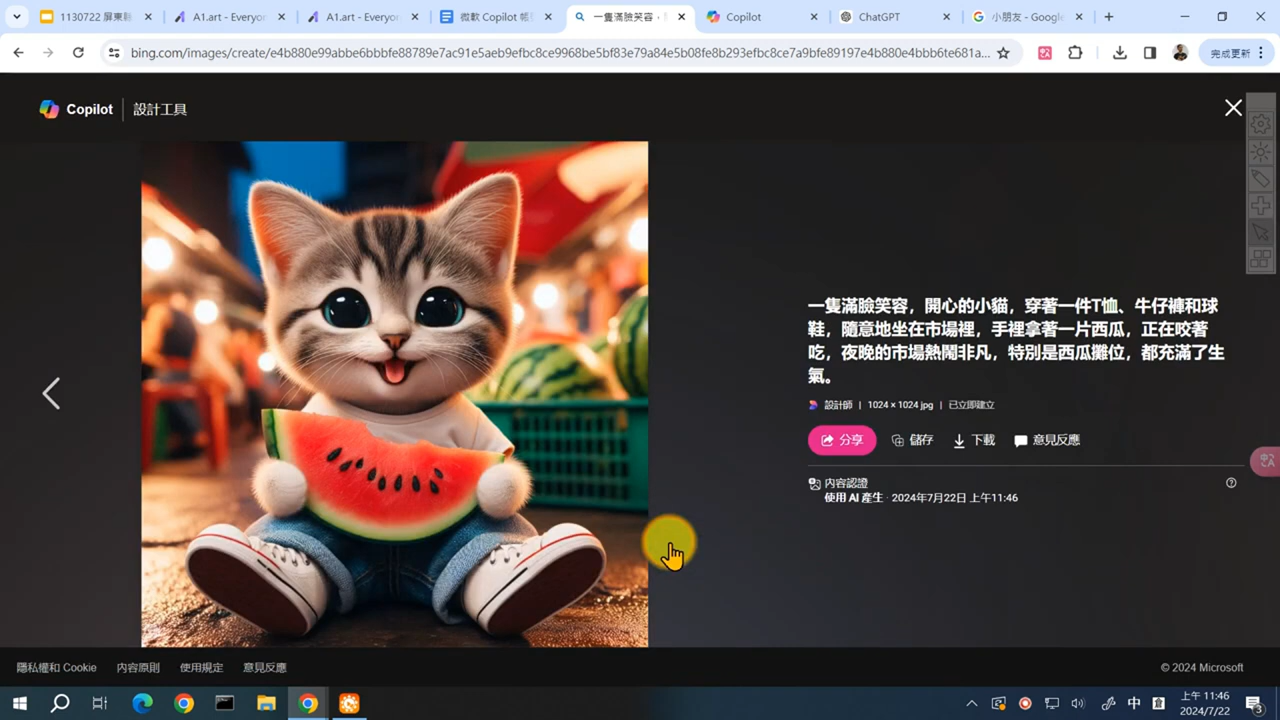 1130722 屏東縣
A1.art - Everyon
A1.art - Everyon
微軟 Copilot 帳
一隻滿臉笑容，
Copilot
ChatGPT
小朋友 - Google
bing.com/images/create/e4b880e99abbe6bbbfe88789e7ac91e5aeb9efbc8ce9968be5bf83e79a84e5b08fe8b293efbc8ce7a9bfe89197e4b880e4bbb6te681a...
完成更新
Copilot
設計工具
一隻滿臉笑容，開心的小貓，穿著一件T恤、牛仔褲和球
鞋，隨意地坐在市場裡，手裡拿著一片西瓜，正在咬著
吃，夜晚的市場熱鬧非凡，特別是西瓜攤位，都充滿了生
氣。
設計師 | 1024 × 1024 jpg | 已立即建立
分享
儲存
下載
意見反應
內容認證
使用 AI 產生 · 2024年7月22日 上午11:46
隱私權和 Cookie
內容原則
使用規定
意見反應
© 2024 Microsoft
中
上午 11:46
2024/7/22
3